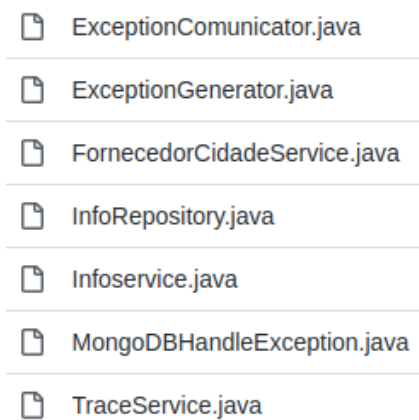 ExceptionComunicator.java
ExceptionGenerator.java
FornecedorCidadeService.java
InfoRepository.java
Infoservice.java
MongoDBHandleException.java
TraceService.java